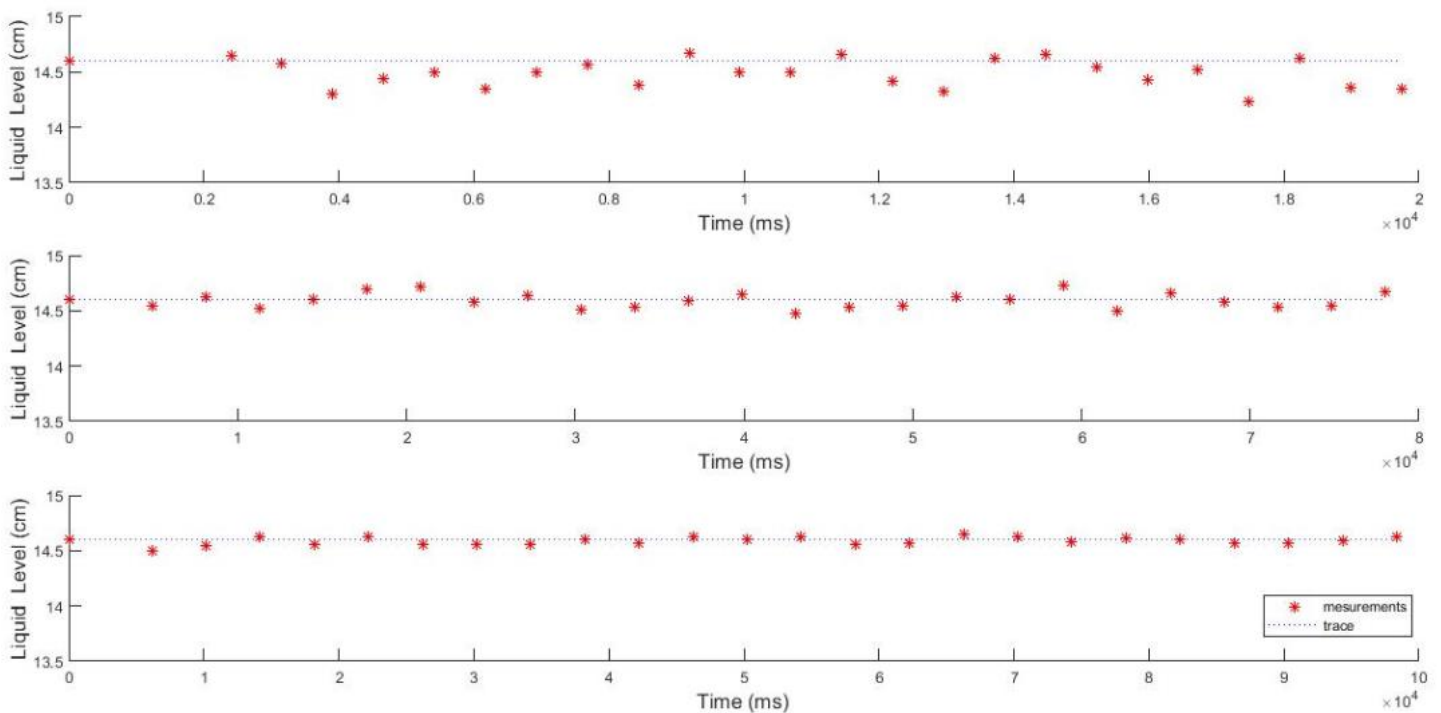 15
14.5
14
13.5
Liquid Level (cm)
0 0.2 0.4 0.6 0.8 1 1.2 1.4 1.6 1.8 2
Time (ms)
×10^4
15
14.5
14
13.5
Liquid Level (cm)
0 1 2 3 4 5 6 7 8
Time (ms)
×10^4
15
14.5
14
13.5
Liquid Level (cm)
mesurements
trace
0 1 2 3 4 5 6 7 8 9 10
Time (ms)
×10^4